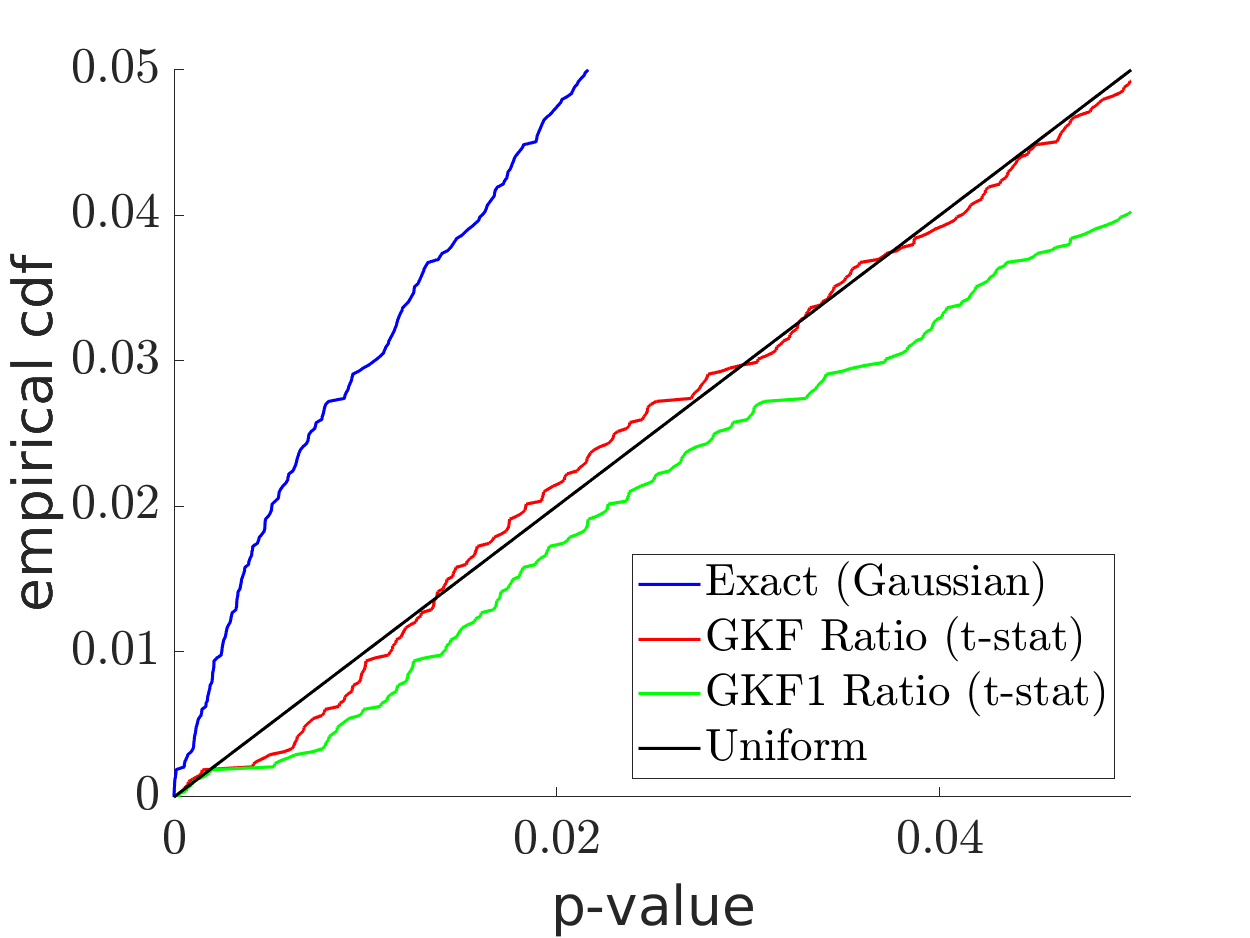 0.05
0.04
0.03
0.02
0.01
0
empirical cdf
Exact (Gaussian)
GKF Ratio (t-stat)
GKF1 Ratio (t-stat)
Uniform
0 0.02 0.04
p-value